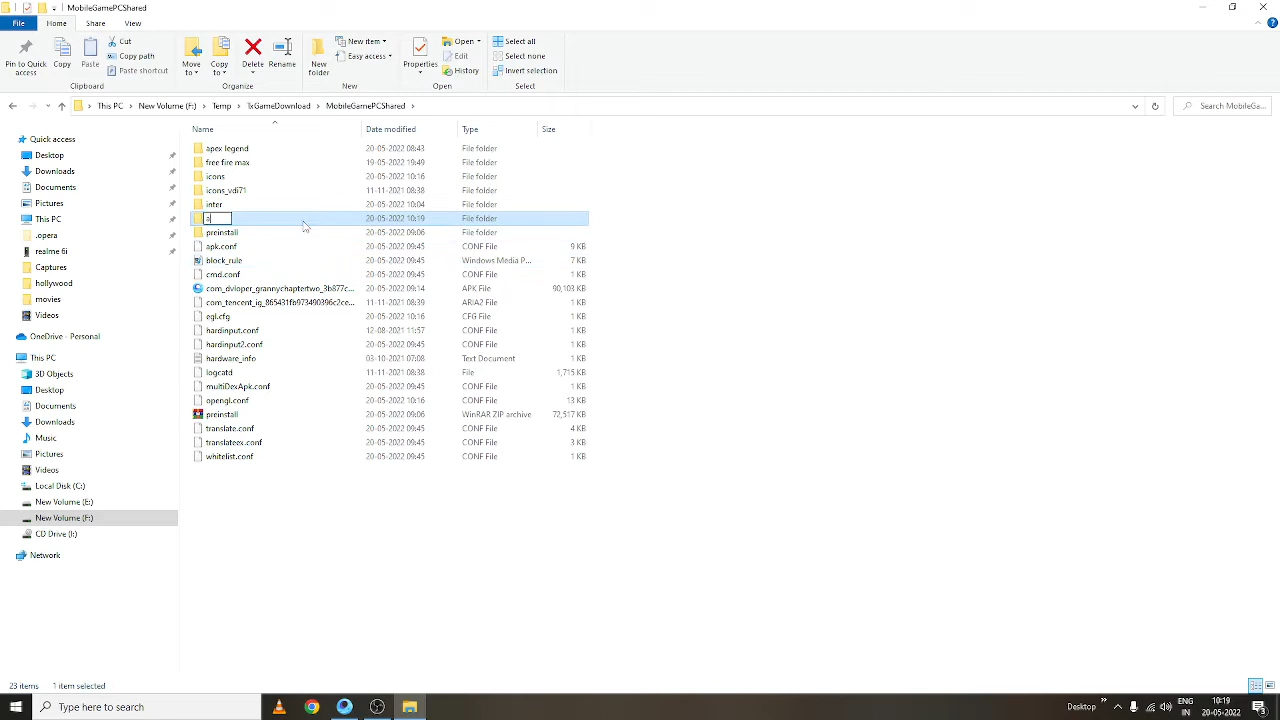 MobileGamePCShared
File Home Share View
Pin to Quick access
Copy
Paste
Cut
Copy path
Paste shortcut
Clipboard
Move to
Copy to
Delete
Rename
Organize
New folder
New item
Easy access
New
Properties
Open
Edit
History
Open
Select all
Select none
Invert selection
Select
This PC > New Volume (F:) > Temp > TxGameDownload > MobileGamePCShared >
Search MobileGa...
Quick access
Desktop
Downloads
Documents
Pictures
This PC
.opera
realme 6i
Captures
hollywood
movies
Videos
OneDrive - Personal
This PC
3D Objects
Desktop
Documents
Downloads
Music
Pictures
Videos
Local Disk (C:)
New Volume (E:)
New Volume (F:)
CD Drive (I:)
Network
Name Date modified Type Size
apex legend 20-05-2022 08:43 File folder
free fire max 19-05-2022 19:49 File folder
icons 20-05-2022 10:16 File folder
icons_vdi71 11-11-2021 08:38 File folder
inter 20-05-2022 10:04 File folder
20-05-2022 10:19 File folder
preinstall 20-05-2022 09:06 File folder
apk.conf 20-05-2022 09:45 CONF File 9 KB
block_rule 20-05-2022 09:45 Windows Media P... 7 KB
cmd.conf 20-05-2022 09:45 CONF File 1 KB
com_dvloper_grannychaptertwo_3b877c... 20-05-2022 09:14 APK File 90,103 KB
com_tencent_ig_865431fb973490396c2ce... 11-11-2021 08:39 ARIA2 File 1 KB
egl.cfg 20-05-2022 10:16 CFG File 1 KB
hardinput.conf 12-08-2021 11:57 CONF File 1 KB
hardinput2.conf 20-05-2022 09:45 CONF File 1 KB
hardware_info 03-10-2021 07:08 Text Document 1 KB
logcatd 11-11-2021 08:38 File 1,715 KB
multiDexApk.conf 20-05-2022 09:45 CONF File 1 KB
opengl.conf 20-05-2022 10:16 CONF File 13 KB
preinstall 20-05-2022 09:06 WinRAR ZIP archive 72,517 KB
translate.conf 20-05-2022 09:45 CONF File 4 KB
translateex.conf 20-05-2022 09:45 CONF File 3 KB
whitelist.conf 20-05-2022 09:45 CONF File 1 KB
23 items 1 item selected
Type here to search
Desktop
ENG
IN
10:19
20-05-2022